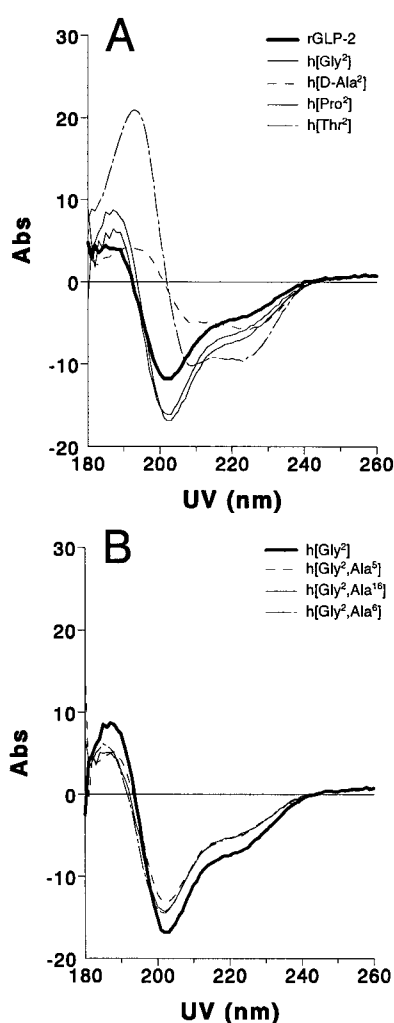 A
rGLP-2
h[Gly²]
h[D-Ala²]
h[Pro²]
h[Thr²]
30
20
10
0
-10
-20
Abs
180 200 220 240 260
UV (nm)
B
h[Gly²]
h[Gly²,Ala⁵]
h[Gly²,Ala¹⁶]
h[Gly²,Ala⁶]
30
20
10
0
-10
-20
Abs
180 200 220 240 260
UV (nm)